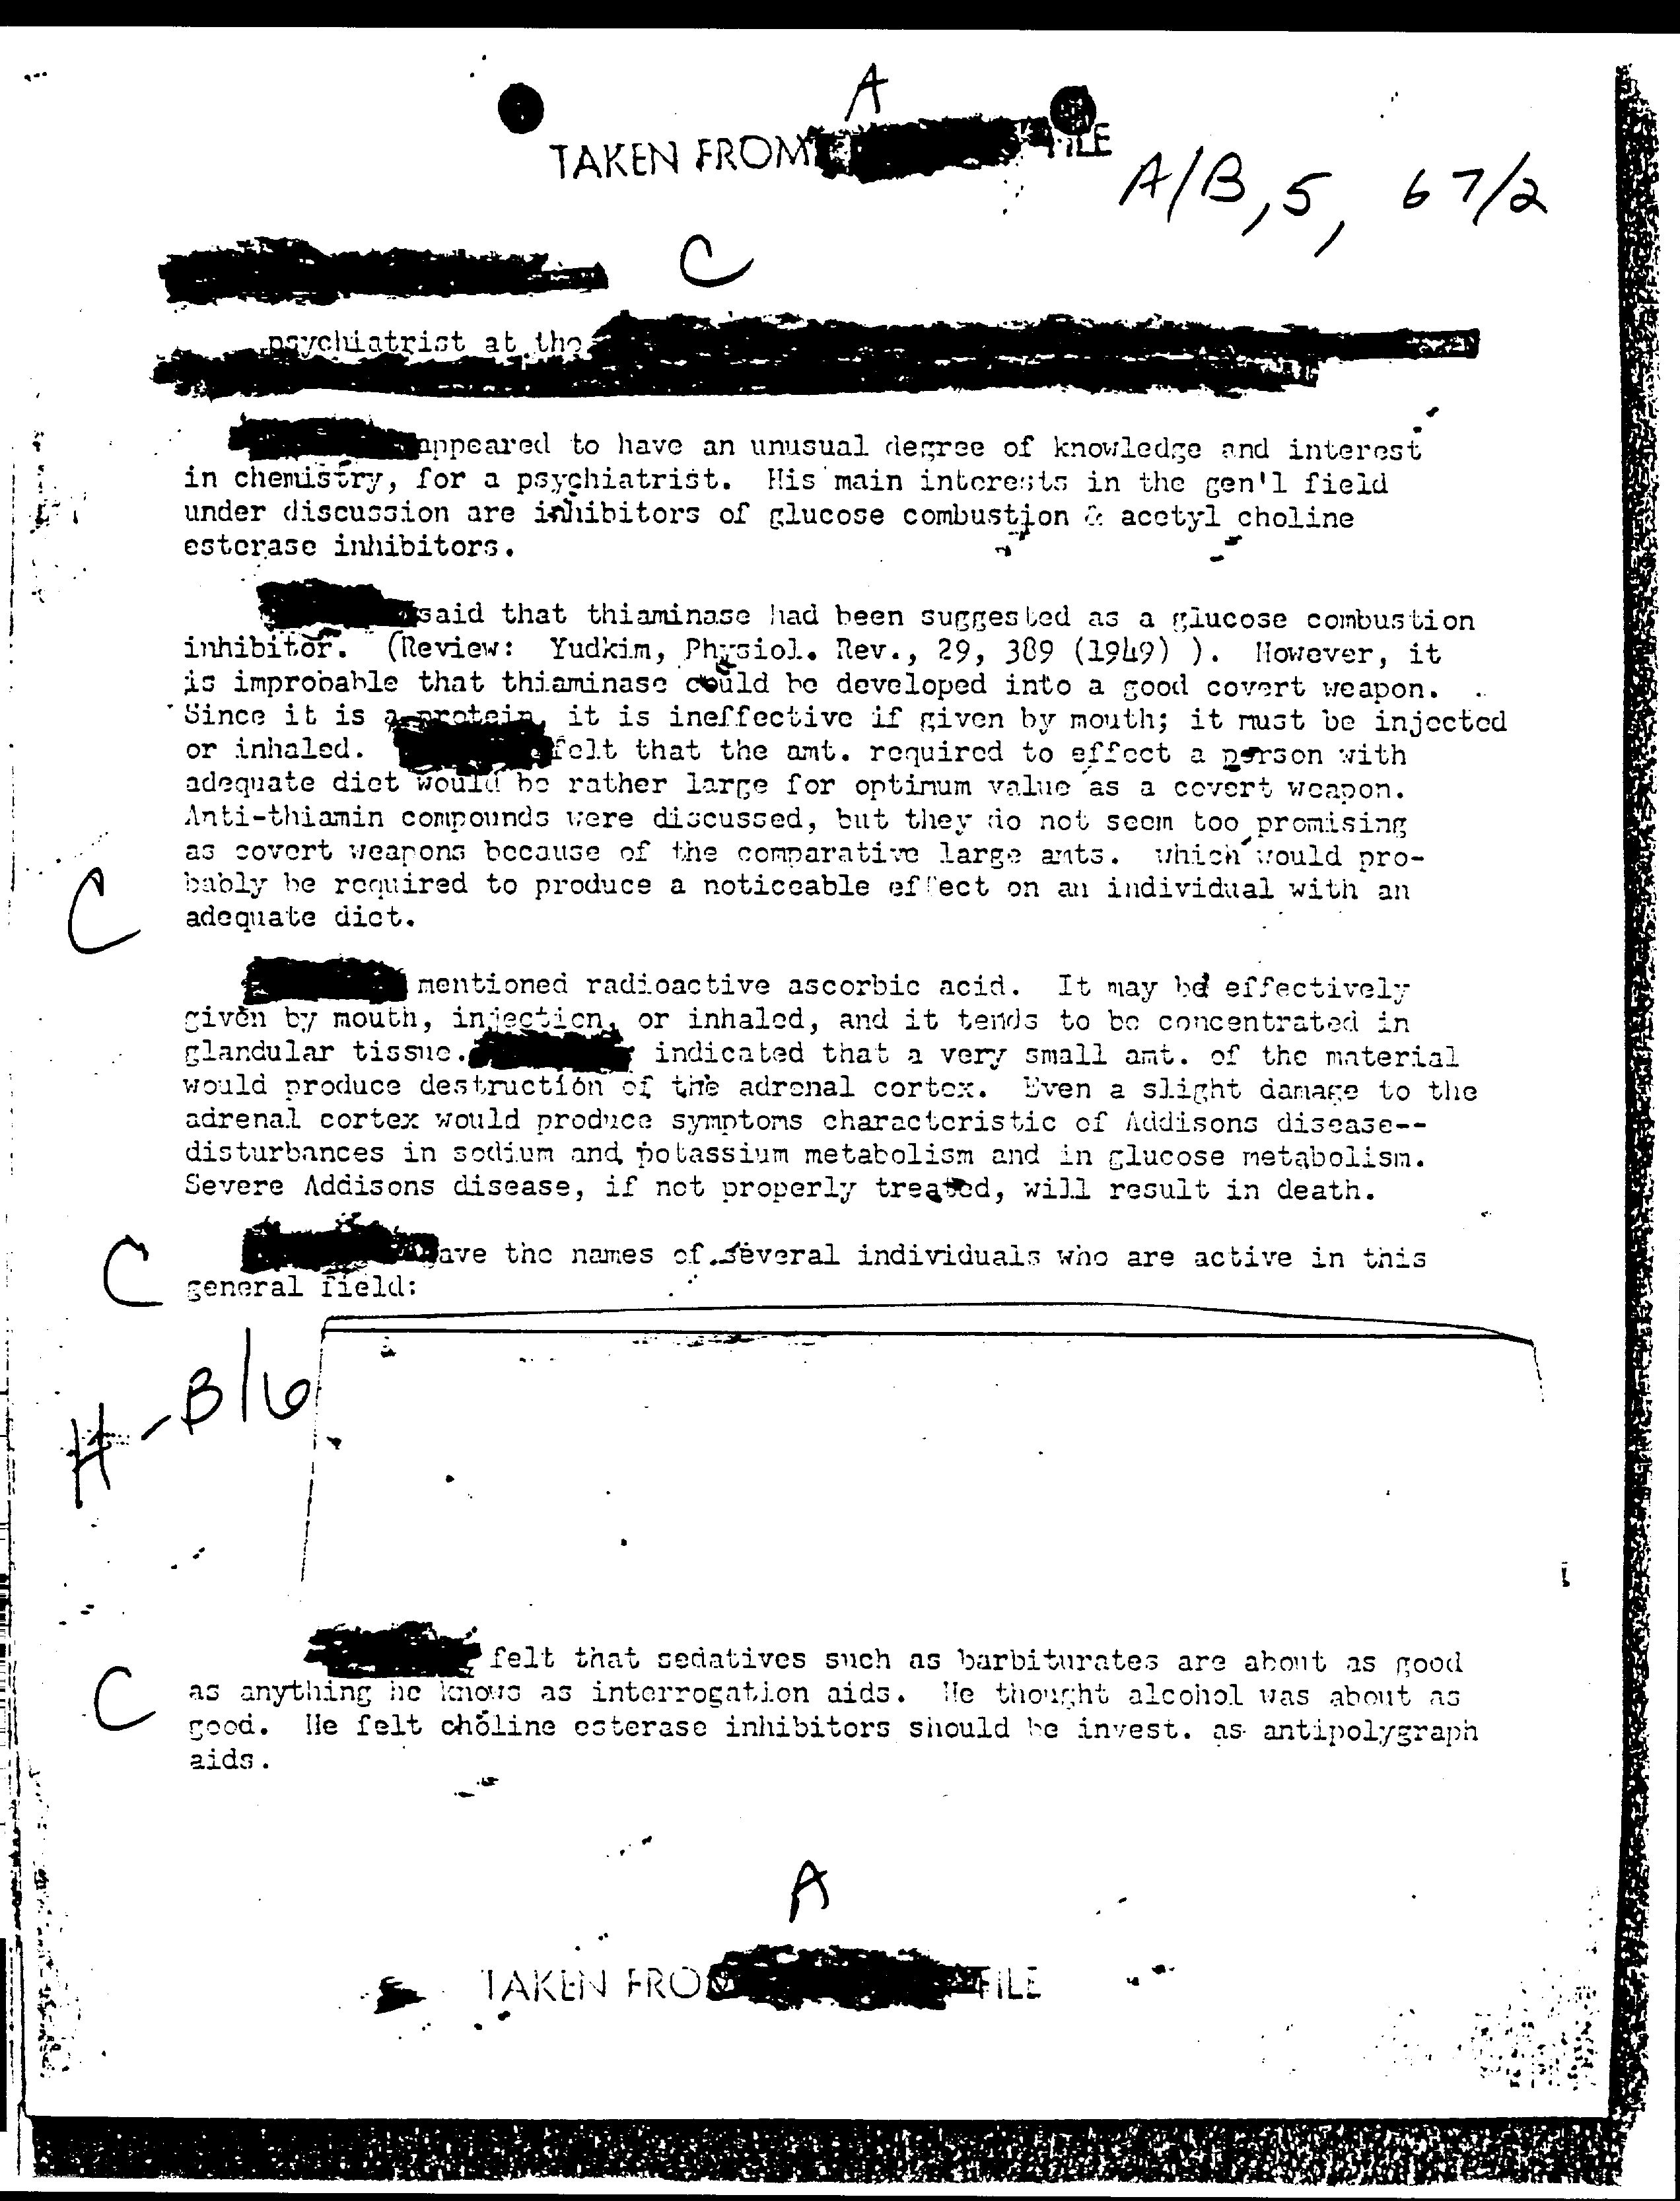 A
TAKEN FROM FILE
A/B, 5, 67/2
C
psychiatrist at the
appeared to have an unusual degree of knowledge and interest
in chemistry, for a psychiatrist. His main interests in the gen'l field
under discussion are inhibitors of glucose combustion & acetyl choline
esterase inhibitors.
said that thiaminase had been suggested as a glucose combustion
inhibitor. (Review: Yudkim, Physiol. Rev., 29, 389 (1949) ). However, it
is improbable that thiaminase could be developed into a good covert weapon.
Since it is a protein, it is ineffective if given by mouth; it must be injected
or inhaled. felt that the amt. required to effect a person with
adequate diet would be rather large for optimum value as a covert weapon.
Anti-thiamin compounds were discussed, but they do not seem too promising
as covert weapons because of the comparative large amts. which would pro-
bably be required to produce a noticeable effect on an individual with an
C
adequate diet.
mentioned radioactive ascorbic acid. It may be effectively
given by mouth, injection, or inhaled, and it tends to be concentrated in
glandular tissue. indicated that a very small amt. of the material
would produce destruction of the adrenal cortex. Even a slight damage to the
adrenal cortex would produce symptoms characteristic of Addisons disease--
disturbances in sodium and potassium metabolism and in glucose metabolism.
Severe Addisons disease, if not properly treated, will result in death.
C
ave the names of several individuals who are active in this
general field:
H-B/6
felt that sedatives such as barbiturates are about as good
C
as anything he knows as interrogation aids. He thought alcohol was about as
good. He felt choline esterase inhibitors should be invest. as antipolygraph
aids.
A
TAKEN FROM FILE